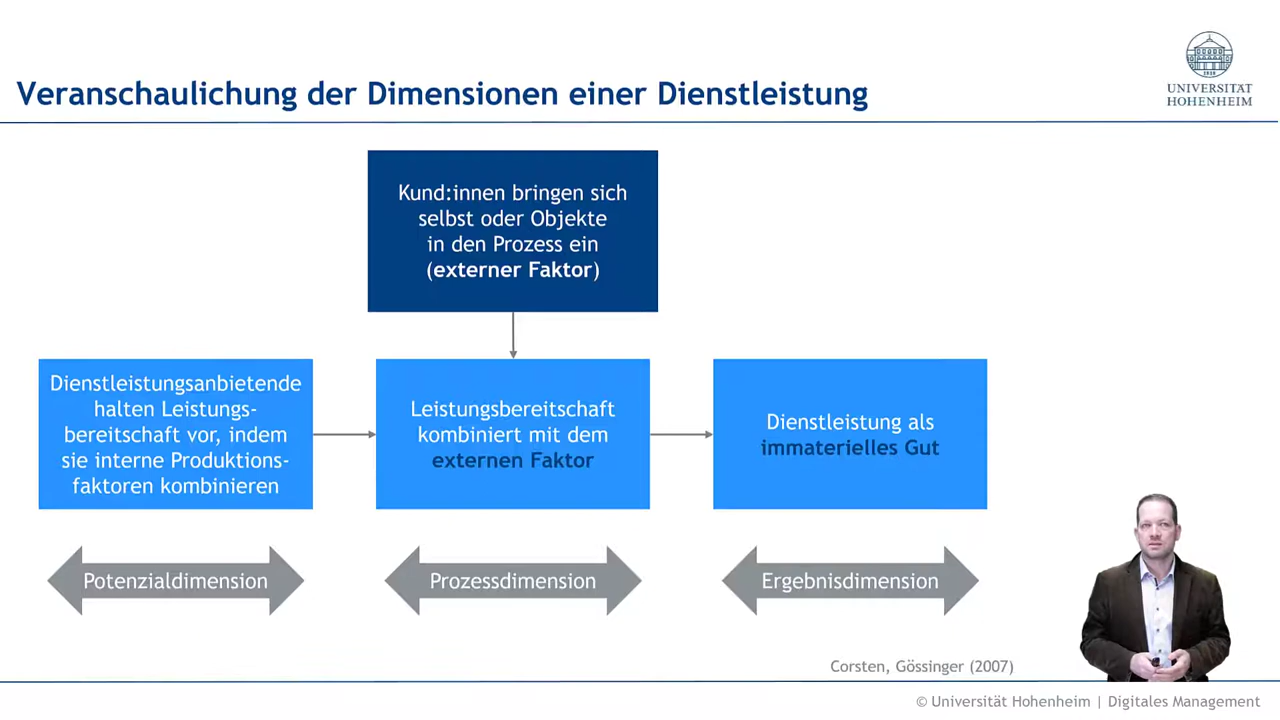 Veranschaulichung der Dimensionen einer Dienstleistung
UNIVERSITÄT
HOHENHEIM
Kund:innen bringen sich
selbst oder Objekte
in den Prozess ein
(externer Faktor)
Dienstleistungsanbietende
halten Leistungs-
bereitschaft vor, indem
sie interne Produktions-
faktoren kombinieren
Leistungsbereitschaft
kombiniert mit dem
externen Faktor
Dienstleistung als
immaterielles Gut
Potenzialdimension
Prozessdimension
Ergebnisdimension
Corsten, Gössinger (2007)
© Universität Hohenheim | Digitales Management